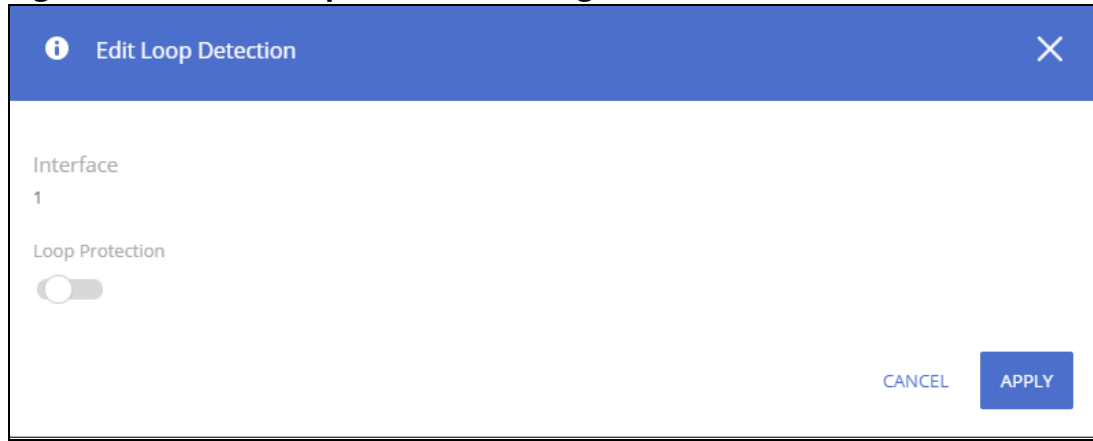 Edit Loop Detection
Interface
1
Loop Protection
CANCEL
APPLY